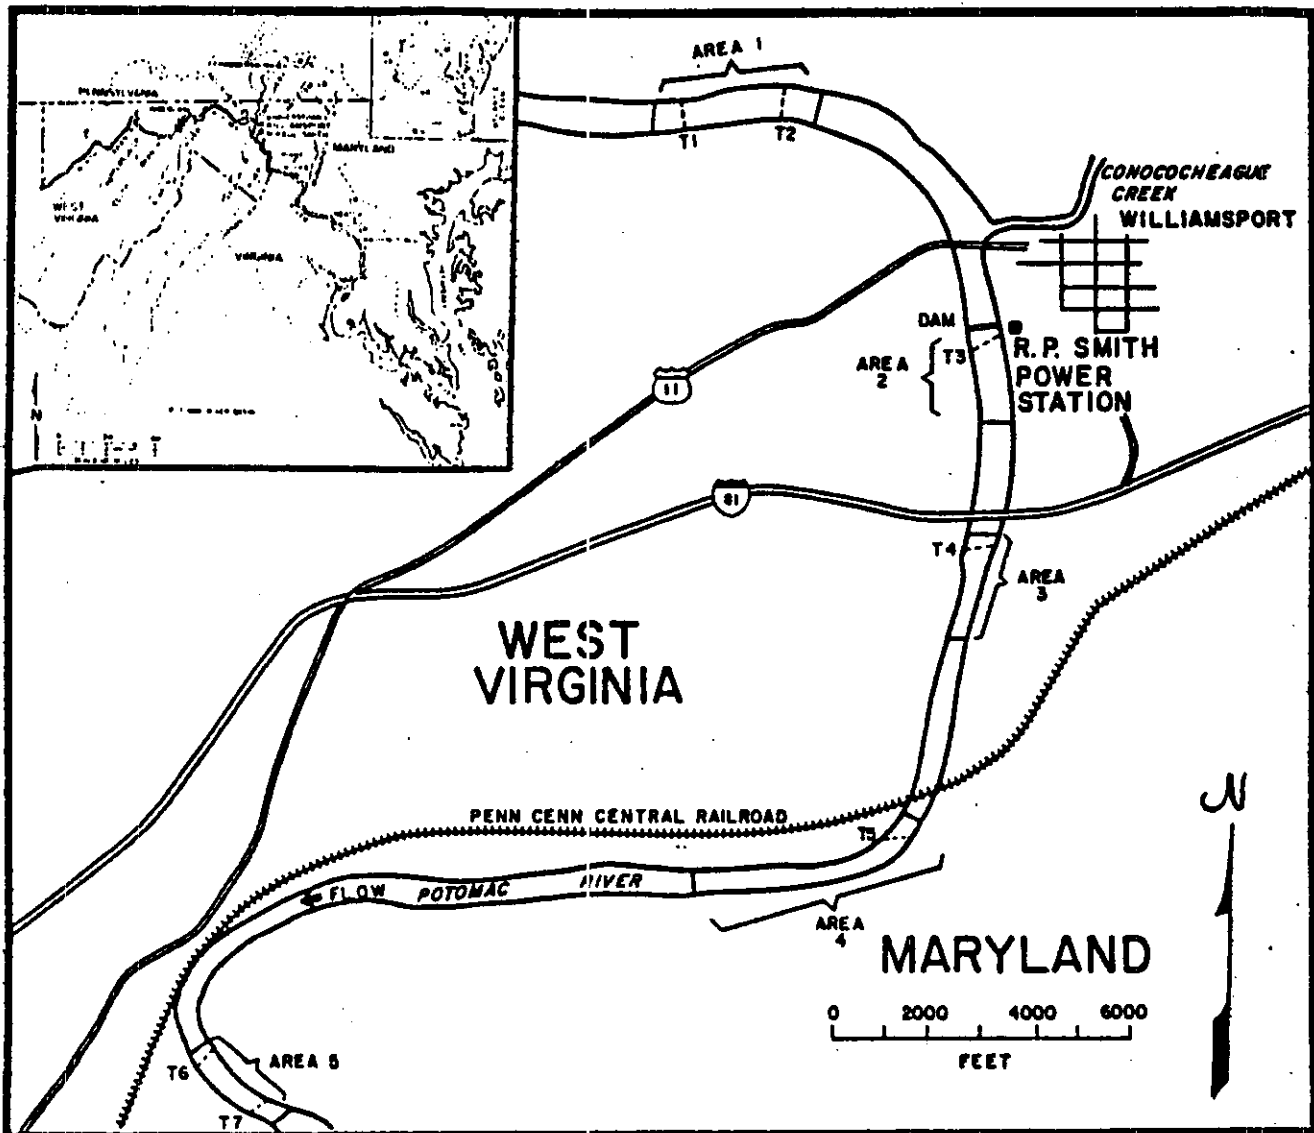 AREA 1
T1
T2
CONOCOCHEAGUE
CREEK
WILLIAMSPORT
PENNSYLVANIA
MARYLAND
WEST
VIRGINIA
VIRGINIA
N
DAM
T3
AREA
2
R.P. SMITH
POWER
STATION
11
81
T4
AREA
3
WEST
VIRGINIA
PENN CENN CENTRAL RAILROAD
T5
FLOW
POTOMAC RIVER
AREA
4
MARYLAND
N
0 2000 4000 6000
FEET
T6
AREA 5
T7